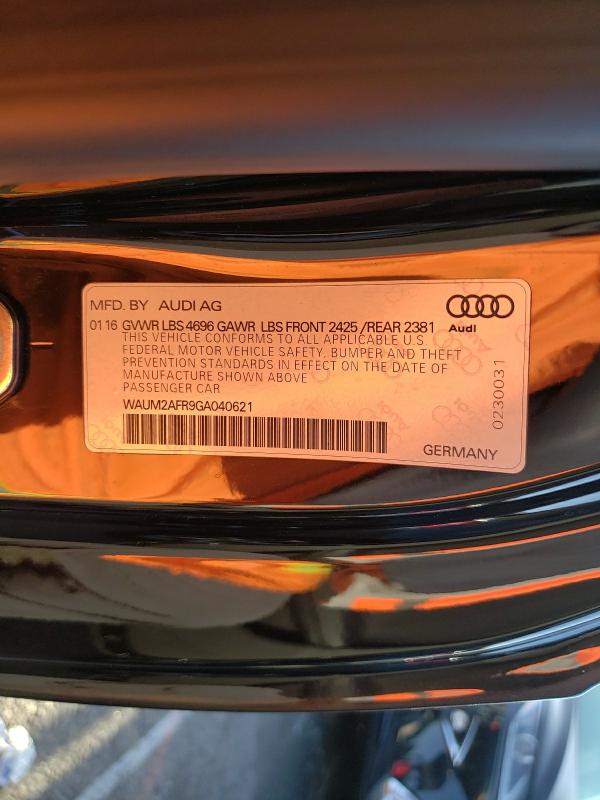 MFD. BY AUDI AG
01 16 GVWR LBS 4696 GAWR LBS FRONT 2425 /REAR 2381
Audi
THIS VEHICLE CONFORMS TO ALL APPLICABLE U.S
FEDERAL MOTOR VEHICLE SAFETY, BUMPER AND THEFT
PREVENTION STANDARDS IN EFFECT ON THE DATE OF
MANUFACTURE SHOWN ABOVE
PASSENGER CAR
WAUM2AFR9GA040621
0230031
GERMANY